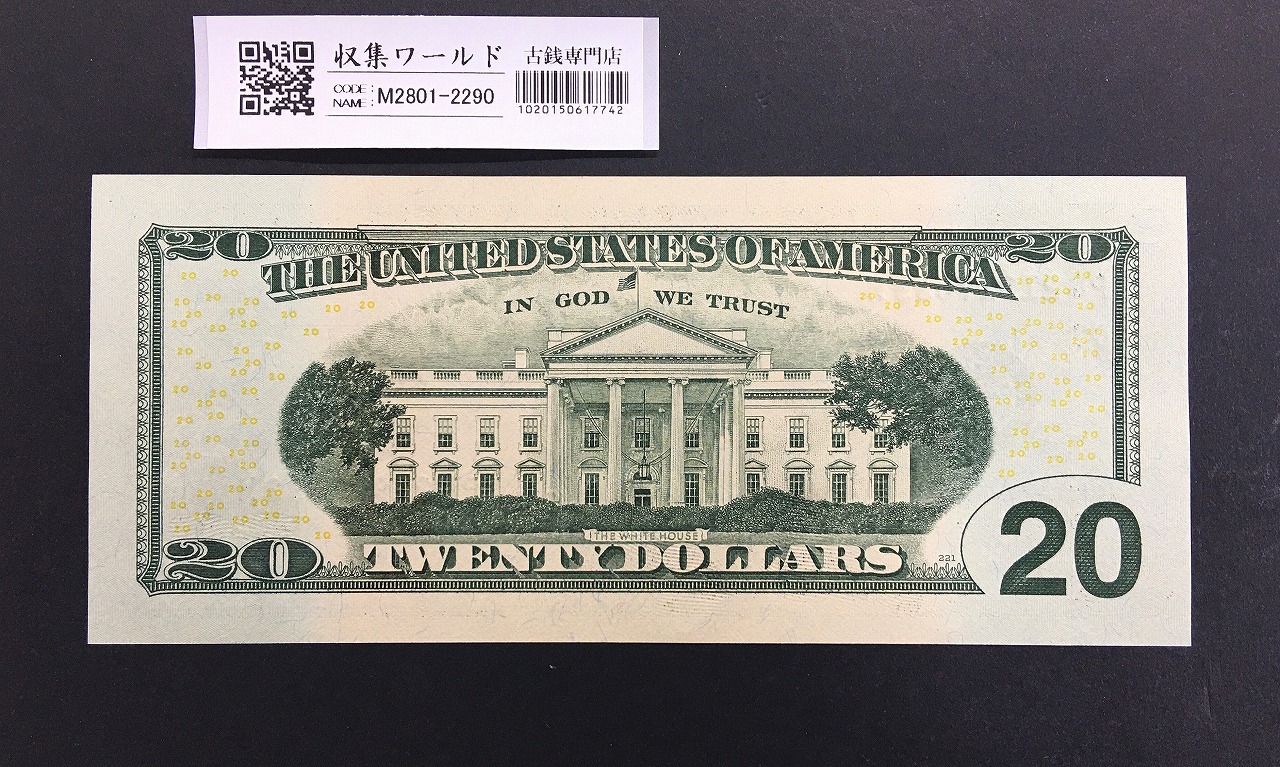 収集ワールド 古銭専門店
CODE:
NAME: M2801-2290
1020150617742
20 20
THE UNITED STATES OF AMERICA
IN GOD WE TRUST
THE WHITE HOUSE
20 TWENTY DOLLARS 221 20